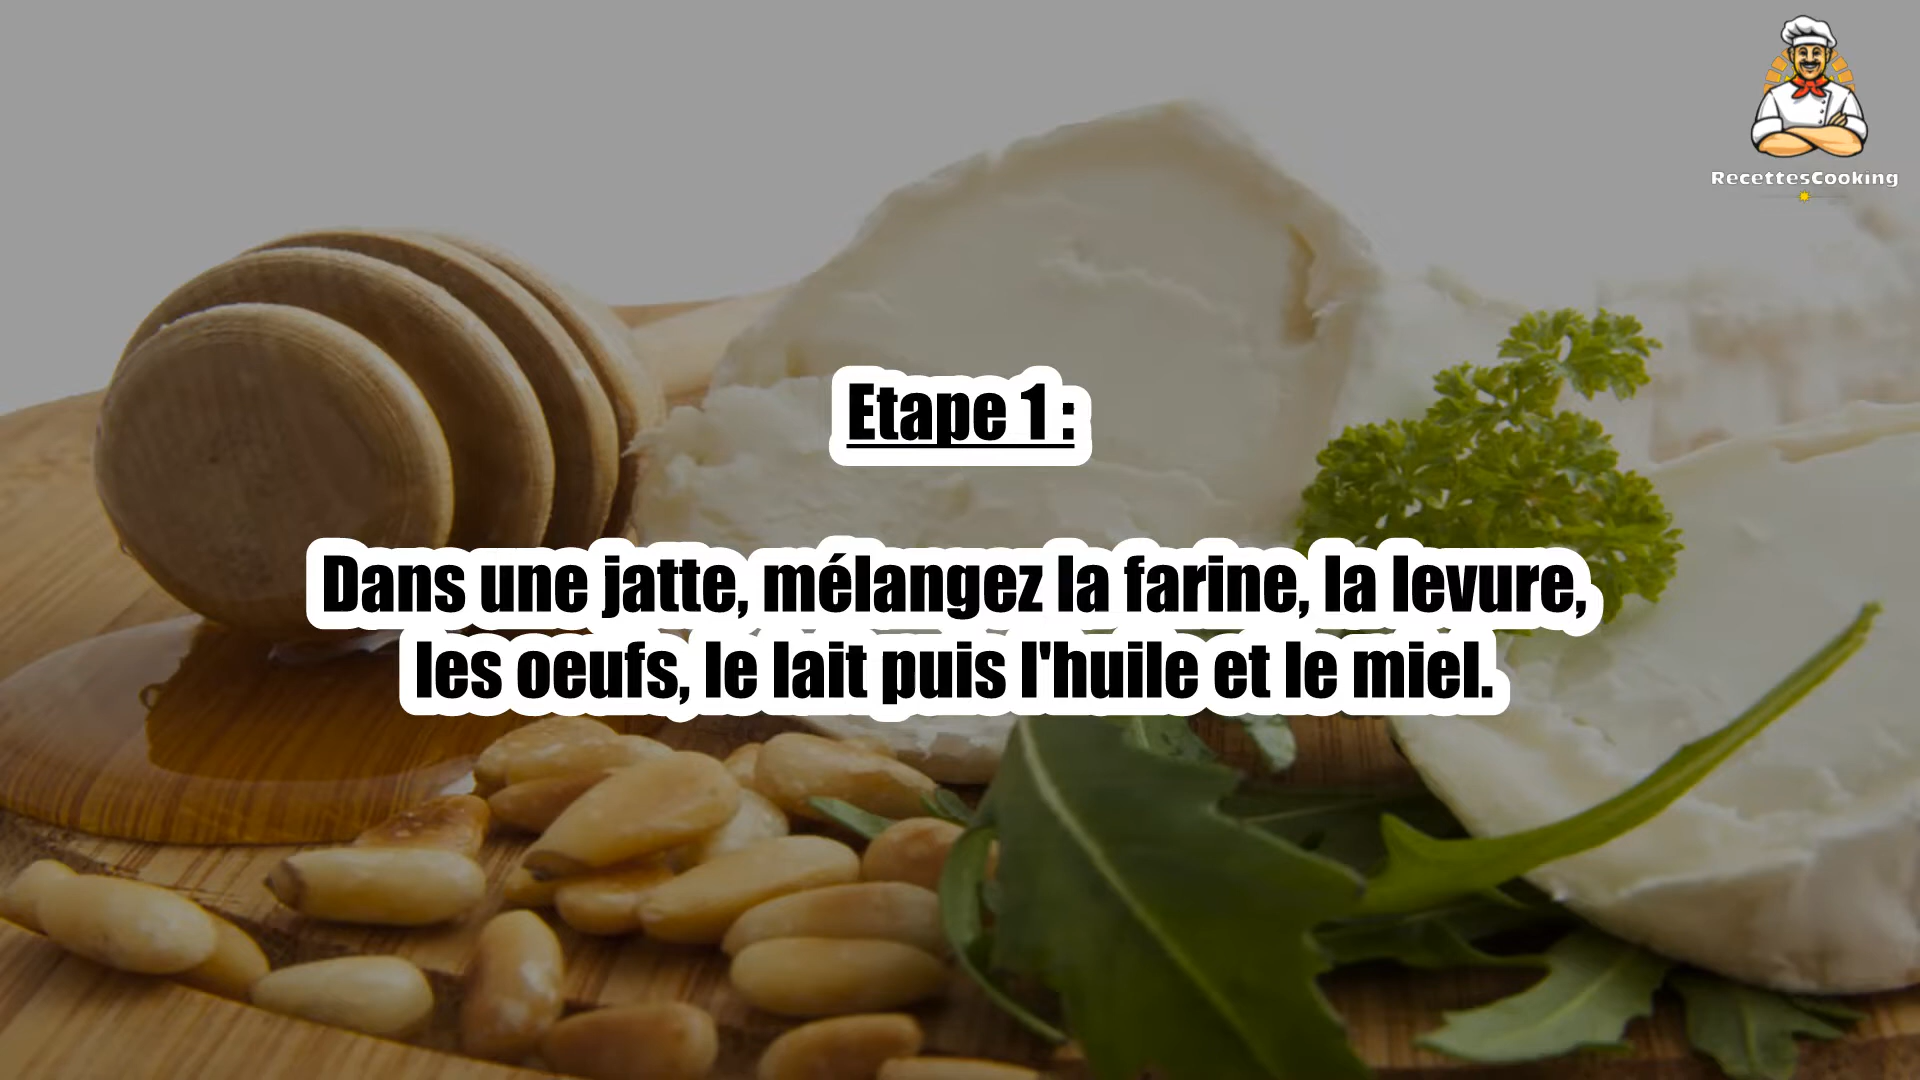 RecettesCooking
Etape 1 :
Dans une jatte, mélangez la farine, la levure,
les oeufs, le lait puis l'huile et le miel.